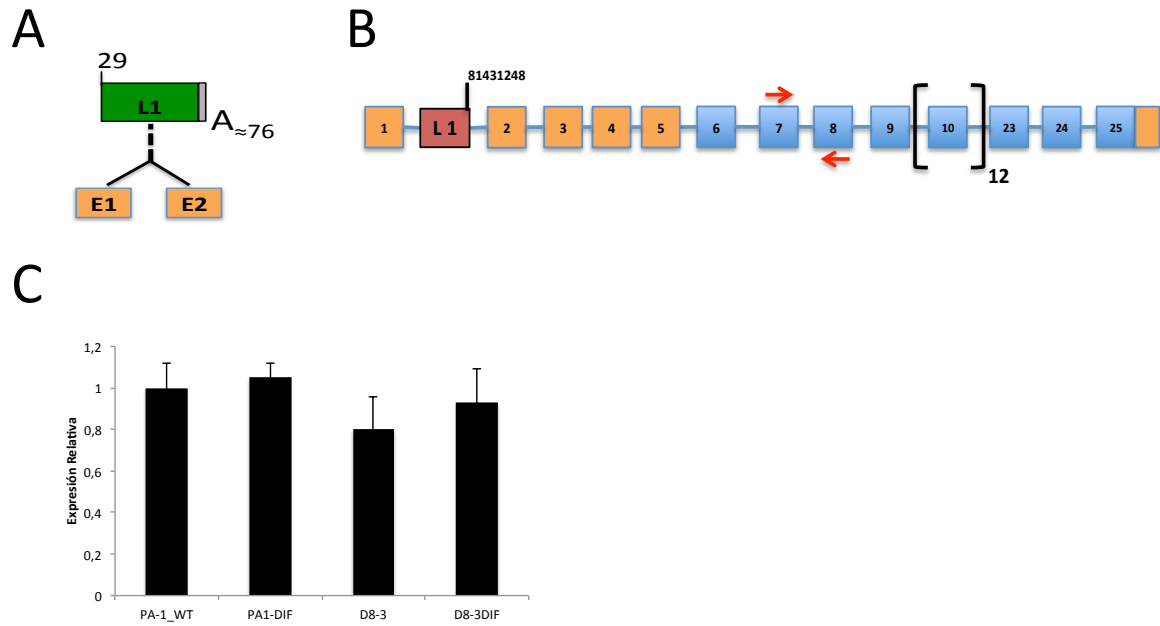 A
B
29
L1
A≈76
E1
E2
81431248
1 L 1 2 3 4 5 6 7 8 9 10 23 24 25
12
C
Expresión Relativa
1,2
1
0,8
0,6
0,4
0,2
0
PA-1_WT PA1-DIF D8-3 D8-3DIF